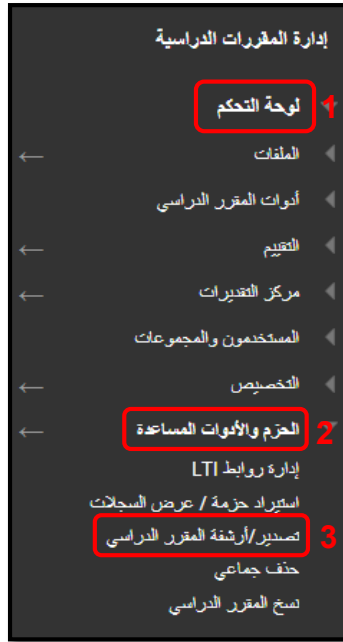 إدارة المقررات الدراسية
لوحة التحكم 1
الملفات
أدوات المقرر الدراسي
التقييم
مركز التقديرات
المستخدمون والمجموعات
التخصيص
الحزم والأدوات المساعدة 2
إدارة روابط LTI
استيراد حزمة / عرض السجلات
تصدير/أرشفة المقرر الدراسي 3
حذف جماعي
نسخ المقرر الدراسي